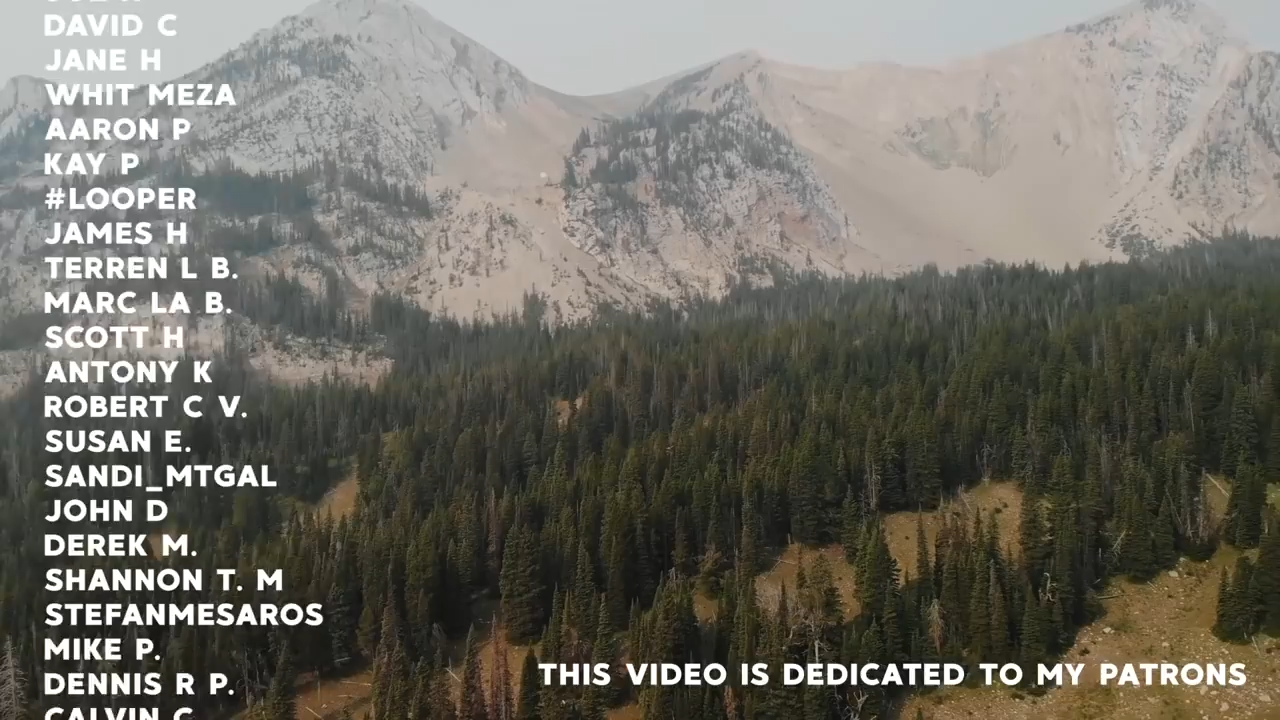 DAVID C
JANE H
WHIT MEZA
AARON P
KAY P
#LOOPER
JAMES H
TERREN L B.
MARC LA B.
SCOTT H
ANTONY K
ROBERT C V.
SUSAN E.
SANDI_MTGAL
JOHN D
DEREK M.
SHANNON T. M
STEFANMESAROS
MIKE P.
DENNIS R P.
CALVIN C
THIS VIDEO IS DEDICATED TO MY PATRONS